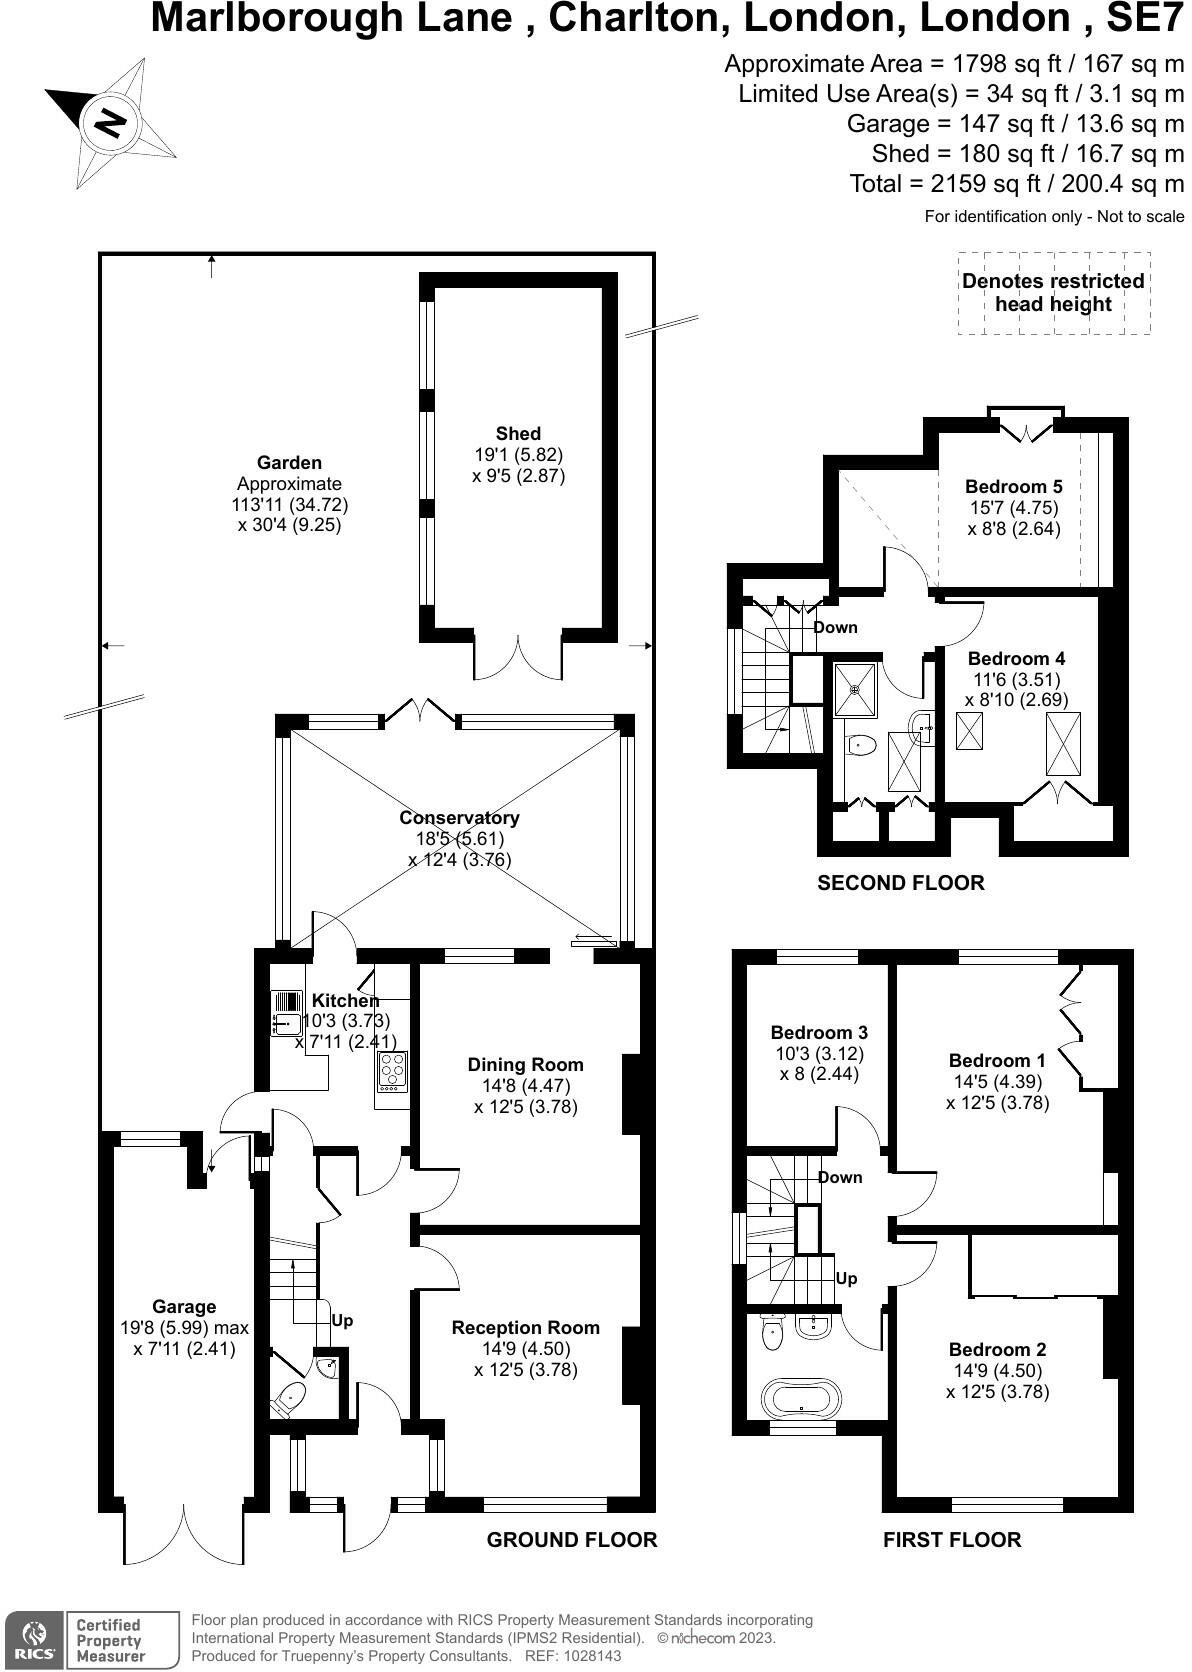 Marlborough Lane , Charlton, London, London , SE7
Approximate Area = 1798 sq ft / 167 sq m
Limited Use Area(s) = 34 sq ft / 3.1 sq m
Garage = 147 sq ft / 13.6 sq m
Shed = 180 sq ft / 16.7 sq m
Total = 2159 sq ft / 200.4 sq m
For identification only - Not to scale
N
Denotes restricted
head height
Shed
19'1 (5.82)
x 9'5 (2.87)
Garden
Approximate
113'11 (34.72)
x 30'4 (9.25)
Bedroom 5
15'7 (4.75)
x 8'8 (2.64)
Down
Bedroom 4
11'6 (3.51)
x 8'10 (2.69)
SECOND FLOOR
Conservatory
18'5 (5.61)
x 12'4 (3.76)
Kitchen
10'3 (3.73)
x 7'11 (2.41)
Dining Room
14'8 (4.47)
x 12'5 (3.78)
Bedroom 3
10'3 (3.12)
x 8 (2.44)
Bedroom 1
14'5 (4.39)
x 12'5 (3.78)
Down
Up
Garage
19'8 (5.99) max
x 7'11 (2.41)
Up
Reception Room
14'9 (4.50)
x 12'5 (3.78)
Bedroom 2
14'9 (4.50)
x 12'5 (3.78)
GROUND FLOOR
FIRST FLOOR
RICS
Certified
Property
Measurer
Floor plan produced in accordance with RICS Property Measurement Standards incorporating
International Property Measurement Standards (IPMS2 Residential). © nichecom 2023.
Produced for Truepenny's Property Consultants. REF: 1028143